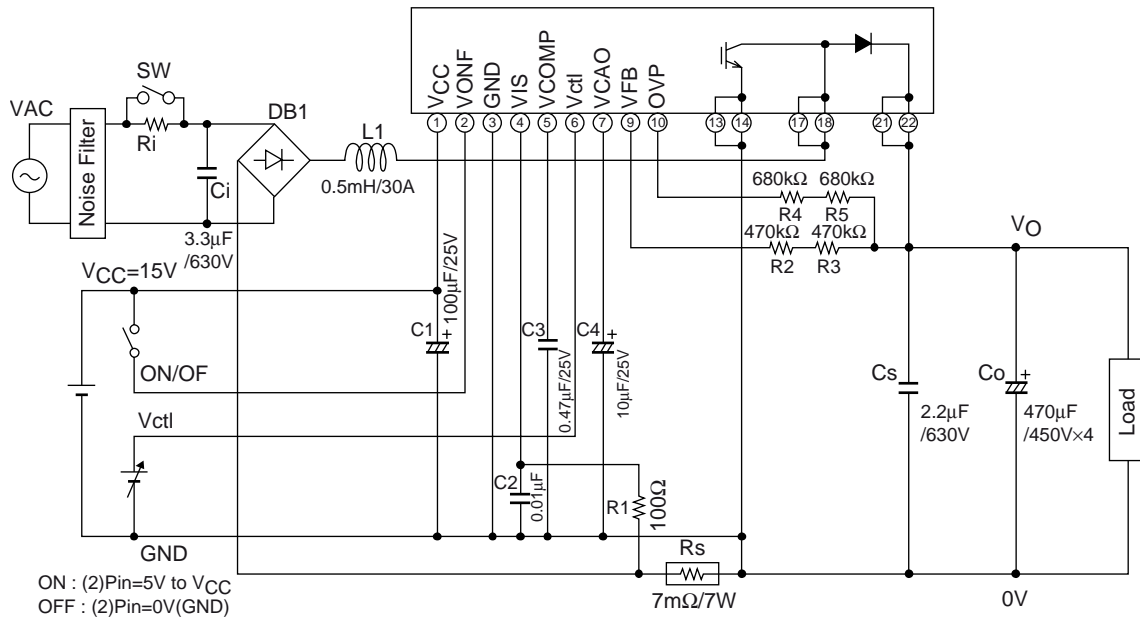 VCC
VONF
GND
VIS
VCOMP
Vctl
VCAO
VFB
OVP
1
2
3
4
5
6
7
9
10
13
14
17
18
21
22
VAC
SW
Noise Filter
Ri
Ci
3.3µF
/630V
DB1
L1
0.5mH/30A
680kΩ
680kΩ
R4
R5
470kΩ
470kΩ
R2
R3
VO
VCC=15V
100µF/25V
C1
+
C3
0.47µF/25V
C4
+
10µF/25V
ON/OF
Vctl
C2
0.01µF
R1
100Ω
Cs
2.2µF
/630V
Co
+
470µF
/450V×4
Load
GND
Rs
7mΩ/7W
0V
ON : (2)Pin=5V to VCC
OFF : (2)Pin=0V(GND)